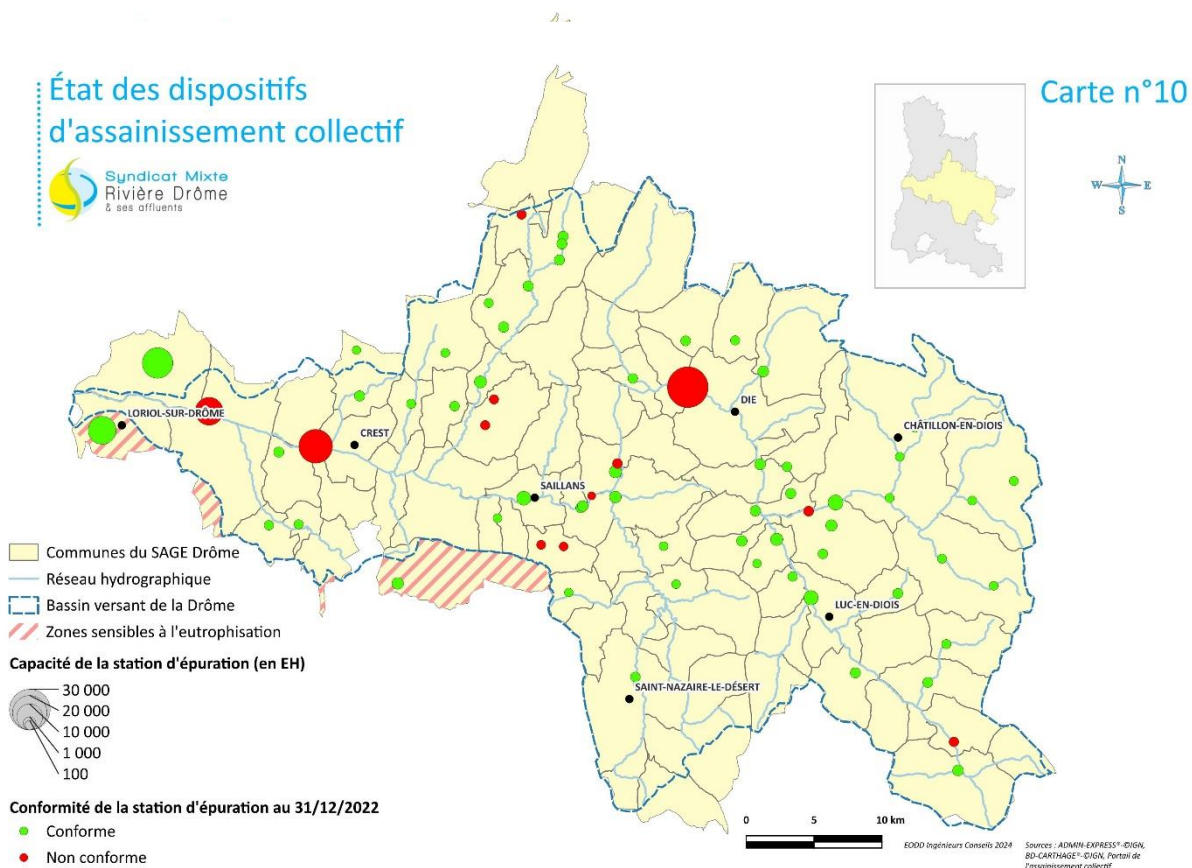 État des dispositifs
d'assainissement collectif
Syndicat Mixte
Rivière Drôme
& ses affluents
Carte n°10
N
W E
S
LORIOL-SUR-DRÔME
CREST
DIE
CHÂTILLON-EN-DIOIS
SAILLANS
LUC-EN-DIOIS
SAINT-NAZAIRE-LE-DÉSERT
Communes du SAGE Drôme
Réseau hydrographique
Bassin versant de la Drôme
Zones sensibles à l'eutrophisation
Capacité de la station d'épuration (en EH)
30 000
20 000
10 000
1 000
100
Conformité de la station d'épuration au 31/12/2022
Conforme
Non conforme
0 5 10 km
EODD Ingénieurs Conseils 2024
Sources : ADMIN-EXPRESS®-©IGN,
BD-CARTHAGE®-©IGN, Portail de
l'assainissement collectif